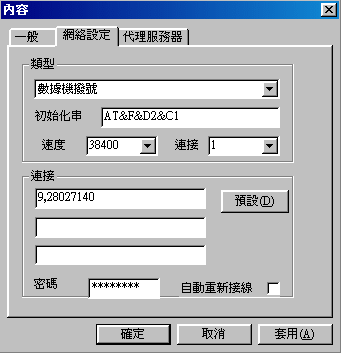 內容
一般 網絡設定 代理服務器
類型
數據機撥號
初始化串 AT&F&D2&C1
速度 38400 連接 1
連接
9,28027140 預設(D)
密碼 ******** 自動重新接線
確定 取消 套用(A)